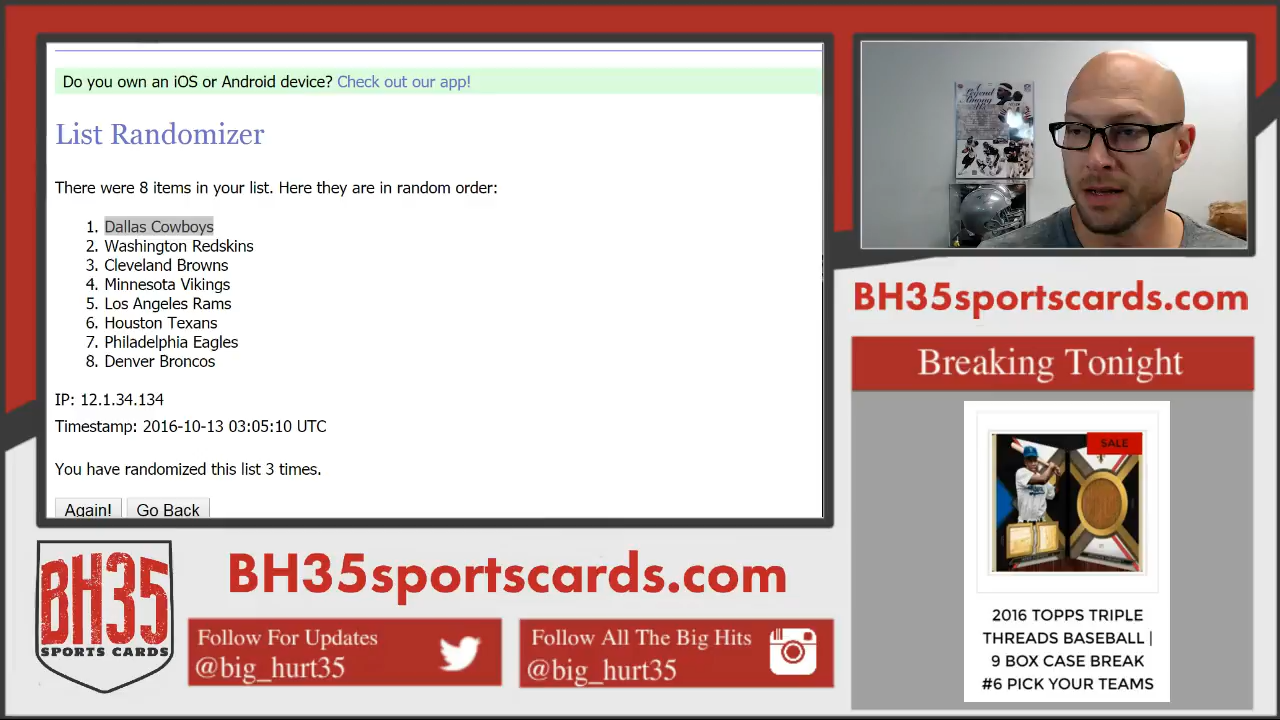 Do you own an iOS or Android device? Check out our app!
List Randomizer
There were 8 items in your list. Here they are in random order:
1. Dallas Cowboys
2. Washington Redskins
3. Cleveland Browns
4. Minnesota Vikings
5. Los Angeles Rams
6. Houston Texans
7. Philadelphia Eagles
8. Denver Broncos
IP: 12.1.34.134
Timestamp: 2016-10-13 03:05:10 UTC
You have randomized this list 3 times.
Again! Go Back
BH35sportscards.com
Breaking Tonight
SALE
2016 TOPPS TRIPLE
THREADS BASEBALL |
9 BOX CASE BREAK
#6 PICK YOUR TEAMS
BH35
SPORTS CARDS
BH35sportscards.com
Follow For Updates
@big_hurt35
Follow All The Big Hits
@big_hurt35